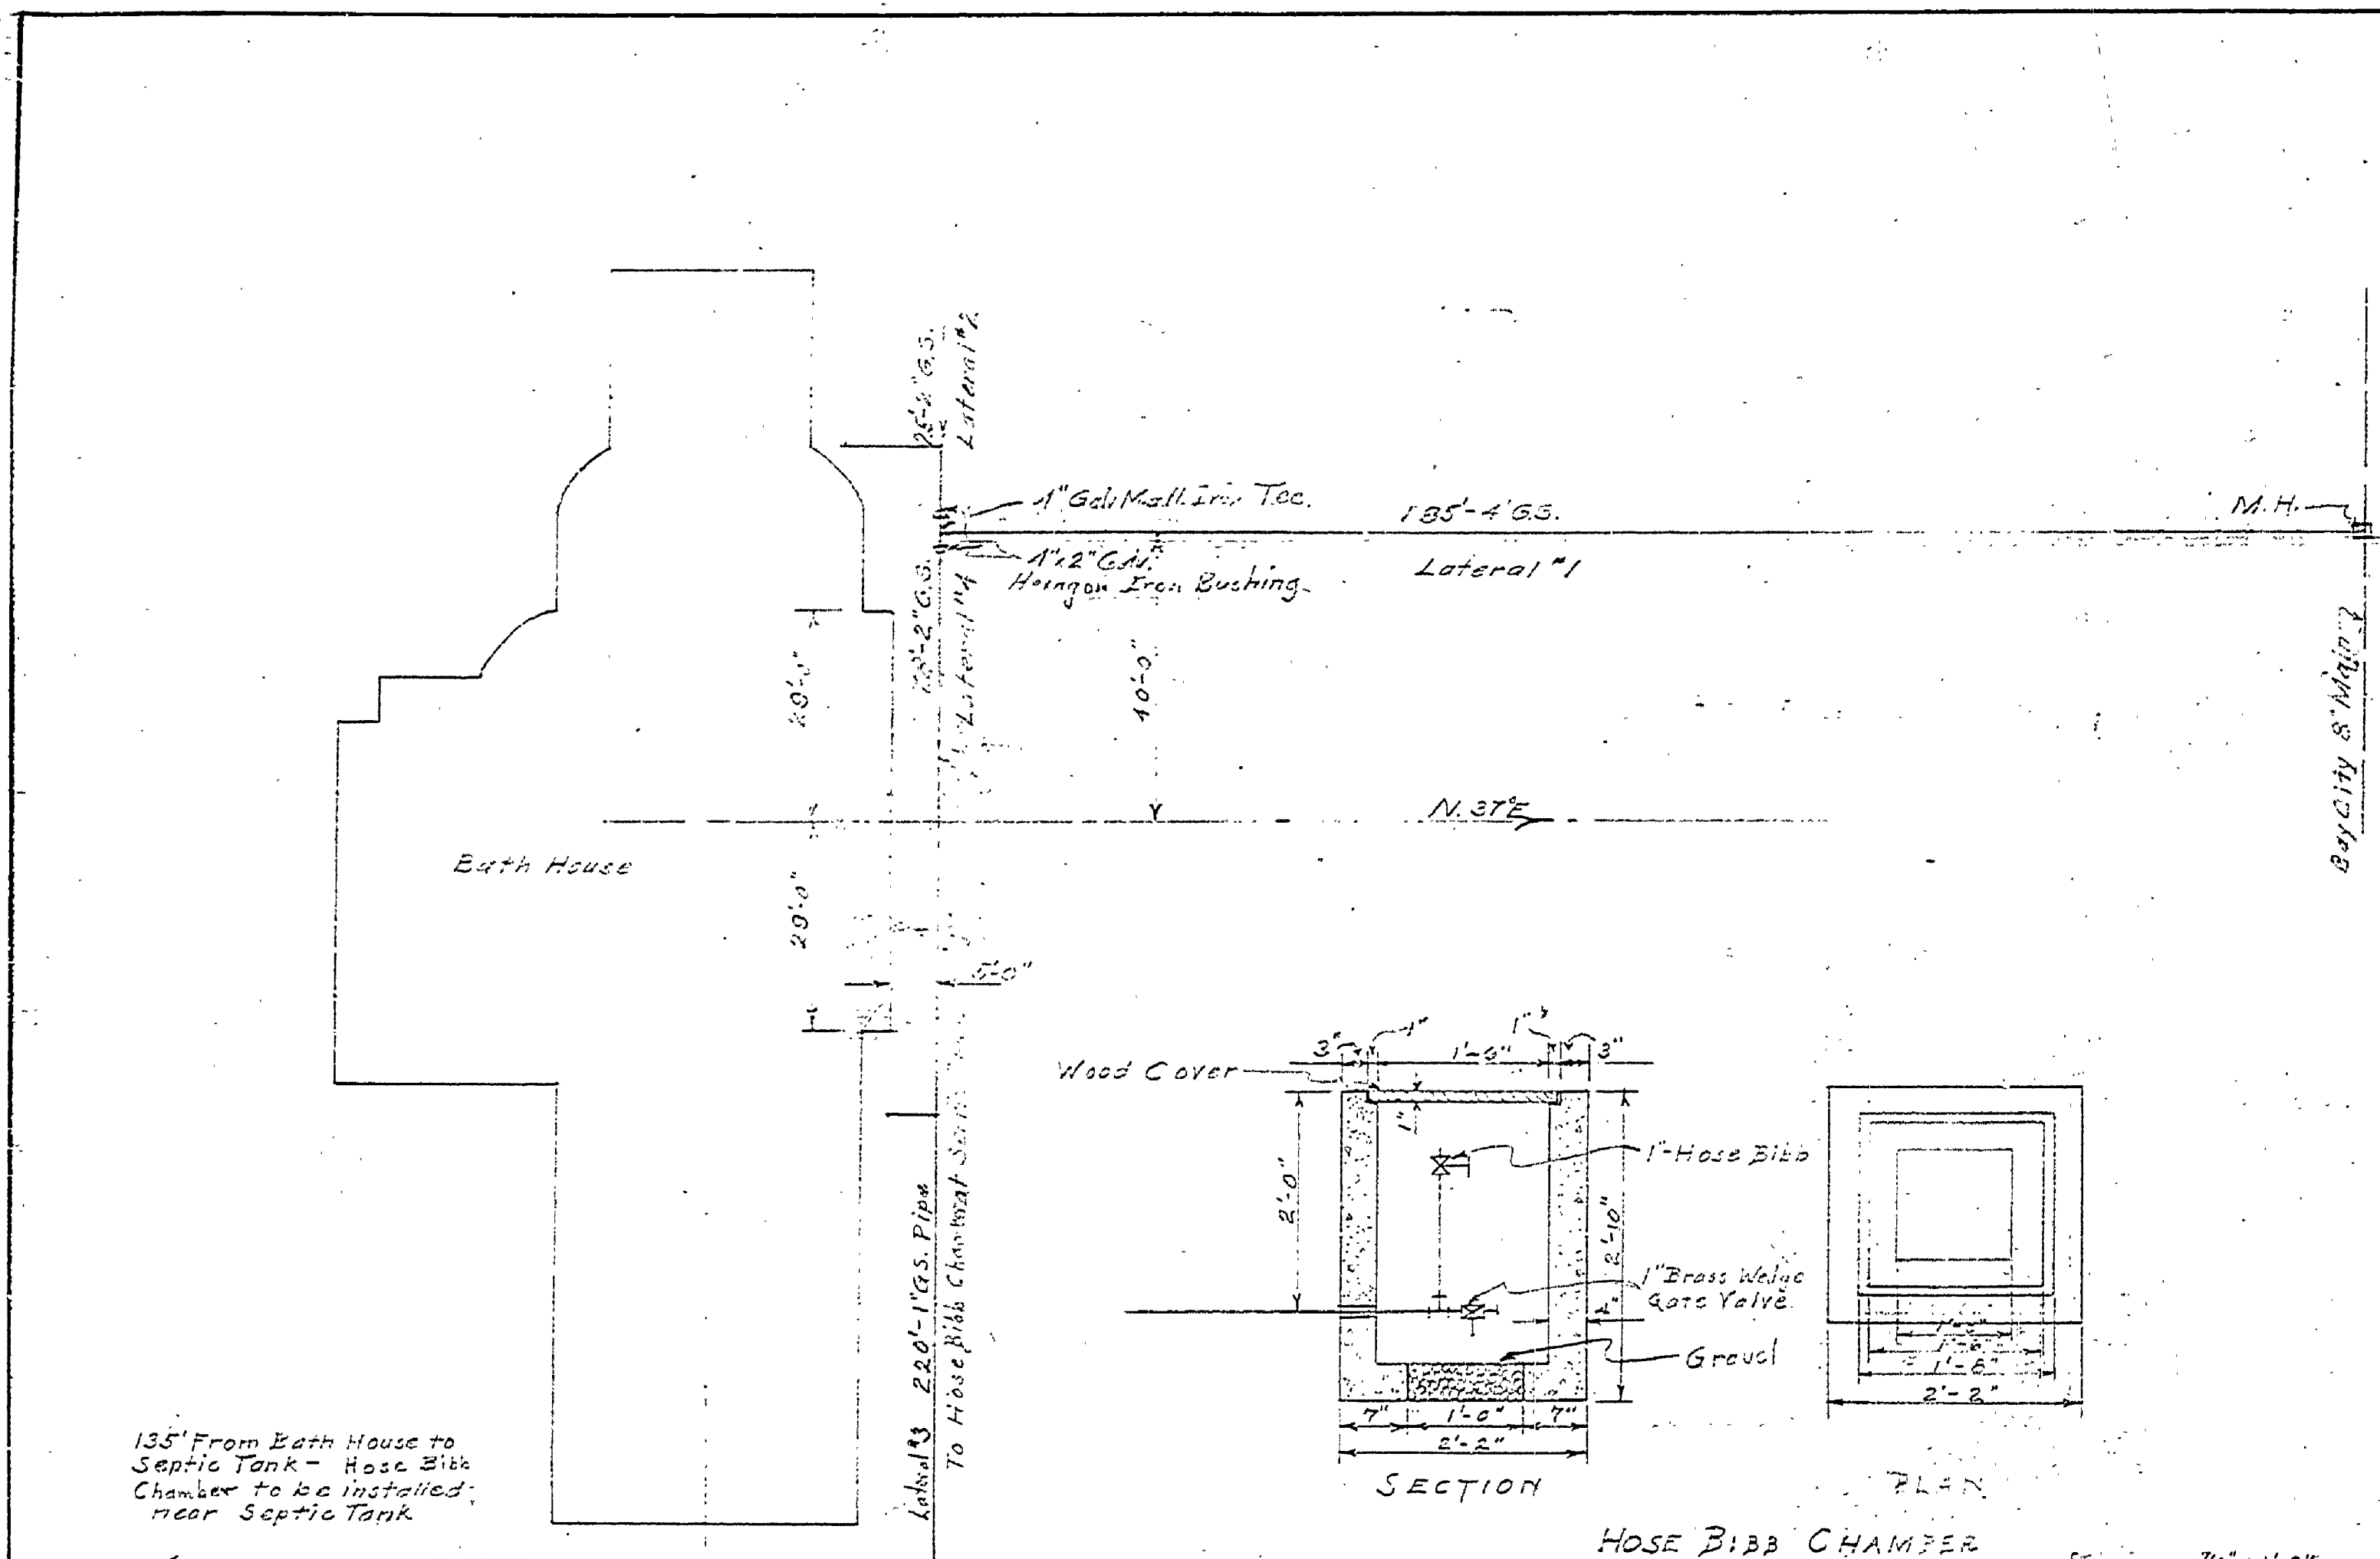 25'-2" G.S.
Lateral #2
4" Galv. Mall. Iron Tee.
185'-4" G.S.
M.H.
4"x2" Galv.
Hexagon Iron Bushing
Lateral #1
2" G.S.
Lateral #4
29'-0"
40'-0"
Bay City 8" Main
N. 37° E
Bath House
29'-0"
5'-0"
3"
1"
1'-6"
1"
3"
Wood Cover
1"
2'-0"
1"-Hose Bibb
2'-10"
1" Brass Wedge
Gate Valve
Gravel
7"
1'-0"
7"
2'-2"
SECTION
1'-6"
1'-8"
2'-2"
PLAN
HOSE BIBB CHAMBER
Lateral #3 220'-1" G.S. Pipe
To Hose Bibb Chamber at
135' From Bath House to
Septic Tank - Hose Bibb
Chamber to be installed
near Septic Tank